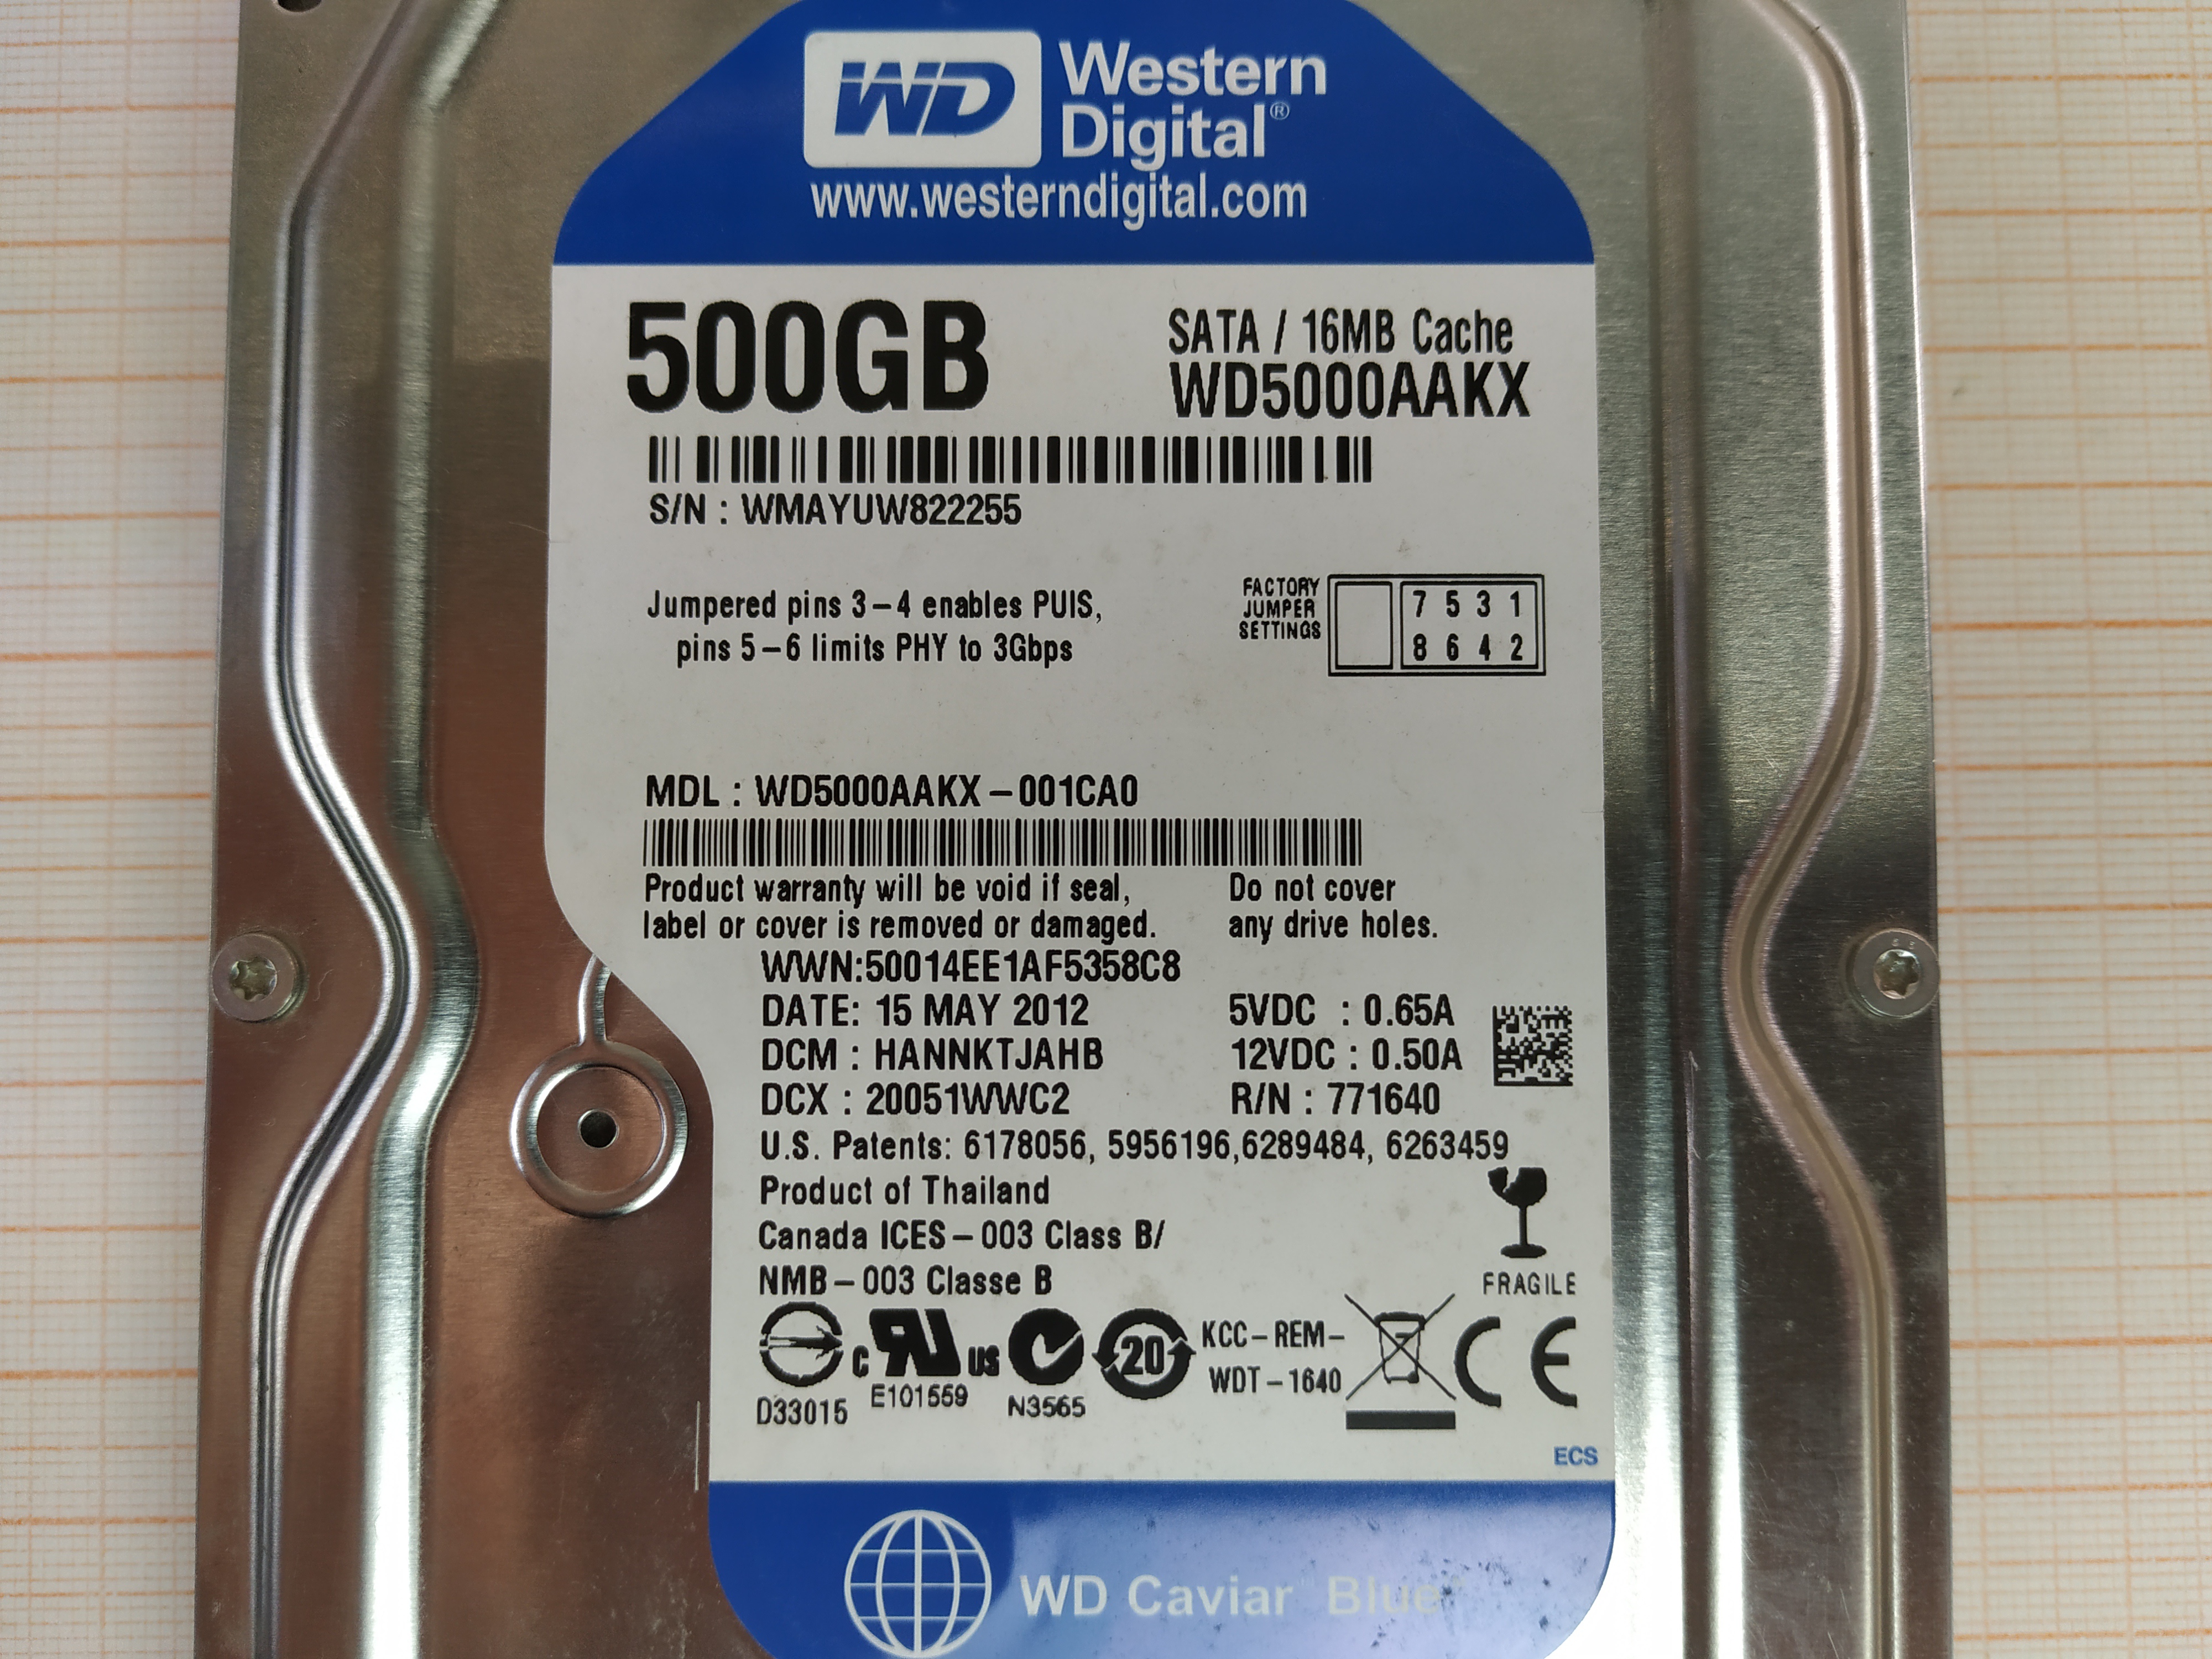 WD Western
Digital®
www.westerndigital.com
500GB
SATA / 16MB Cache
WD5000AAKX
S/N : WMAYUW822255
Jumpered pins 3–4 enables PUIS,
pins 5–6 limits PHY to 3Gbps
FACTORY
JUMPER
SETTINGS
7 5 3 1
8 6 4 2
MDL : WD5000AAKX – 001CA0
Product warranty will be void if seal,
label or cover is removed or damaged.
Do not cover
any drive holes.
WWN:50014EE1AF5358C8
DATE: 15 MAY 2012
DCM : HANNKTJAHB
DCX : 20051WWC2
5VDC : 0.65A
12VDC : 0.50A
R/N : 771640
U.S. Patents: 6178056, 5956196,6289484, 6263459
Product of Thailand
Canada ICES – 003 Class B/
NMB – 003 Classe B
FRAGILE
D33015
c RU US
E101559
N3565
20
KCC – REM –
WDT – 1640
CE
ECS
WD Caviar Blue